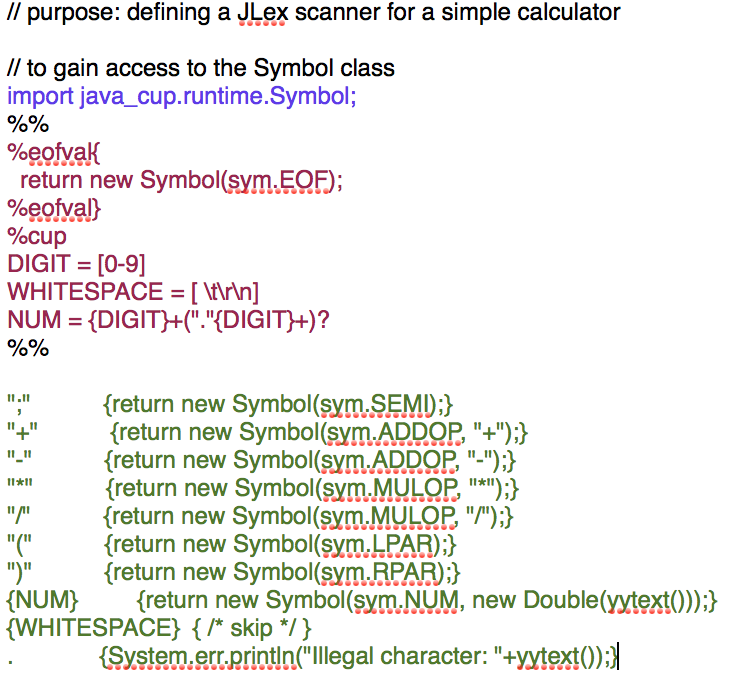 // purpose: defining a JLex scanner for a simple calculator
// to gain access to the Symbol class
import java_cup.runtime.Symbol;
%%
%eofval{
return new Symbol(sym.EOF);
%eofval}
%cup
DIGIT = [0-9]
WHITESPACE = [ \t\r\n]
NUM = {DIGIT}+("."{DIGIT}+)?
%%
";" {return new Symbol(sym.SEMI);}
"+" {return new Symbol(sym.ADDOP, "+");}
"-" {return new Symbol(sym.ADDOP, "-");}
"*" {return new Symbol(sym.MULOP, "*");}
"/" {return new Symbol(sym.MULOP, "/");}
"(" {return new Symbol(sym.LPAR);}
")" {return new Symbol(sym.RPAR);}
{NUM} {return new Symbol(sym.NUM, new Double(yytext()));}
{WHITESPACE} { /* skip */ }
. {System.err.println("Illegal character: "+yytext());}